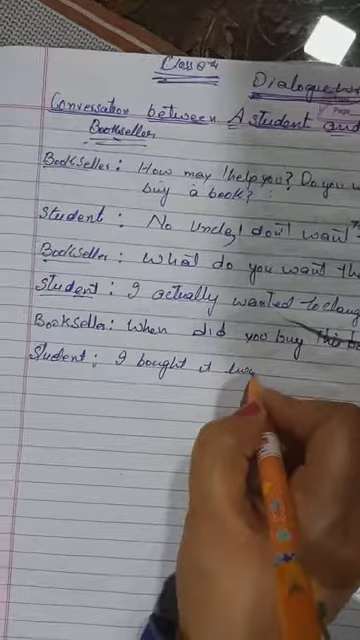 Class 8th
Dialogue
Page
Conversation between A student and
Bookseller
Bookseller: How may I help you? Do you
buy a book?
Student: No Uncle, I don't want
Bookseller: What do you want
Student: I actually wanted to
Bookseller: When did you buy this
Student: I bought it